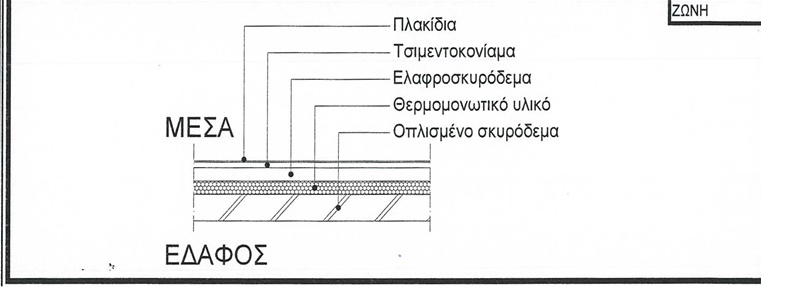 ΖΩΝΗ
Πλακίδια
Τσιμεντοκονίαμα
Ελαφροσκυρόδεμα
Θερμομονωτικό υλικό
Οπλισμένο σκυρόδεμα
ΜΕΣΑ
ΕΔΑΦΟΣ